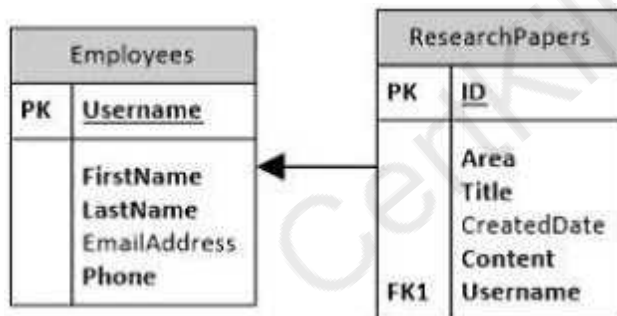 Employees
PK Username
FirstName
LastName
EmailAddress
Phone
ResearchPapers
PK ID
Area
Title
CreatedDate
Content
FK1 Username